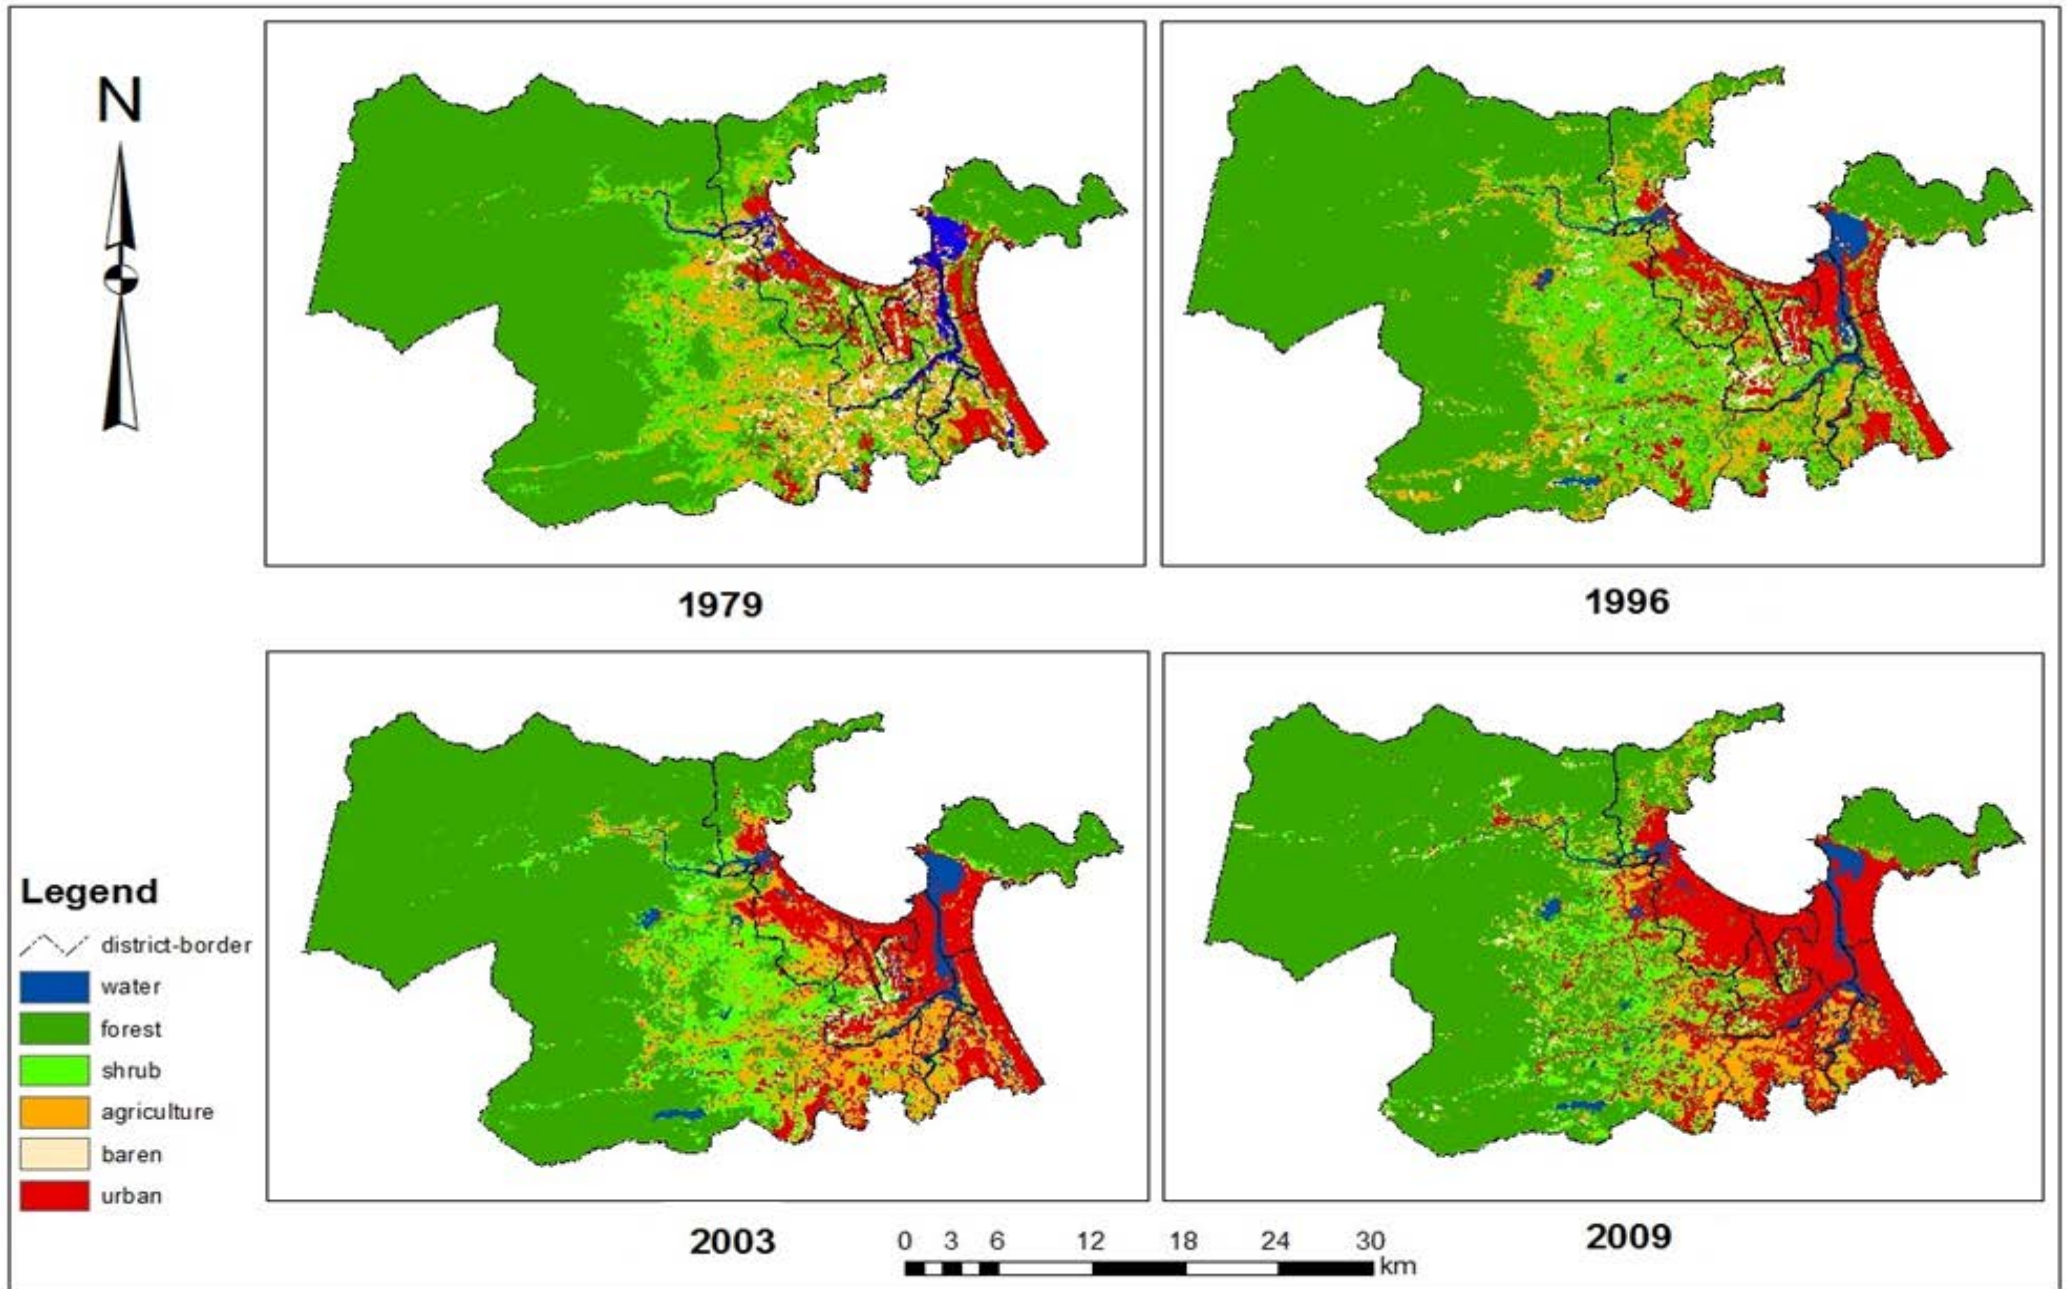 N
1979
1996
Legend
district-border
water
forest
shrub
agriculture
baren
urban
2003
0 3 6 12 18 24 30
km
2009